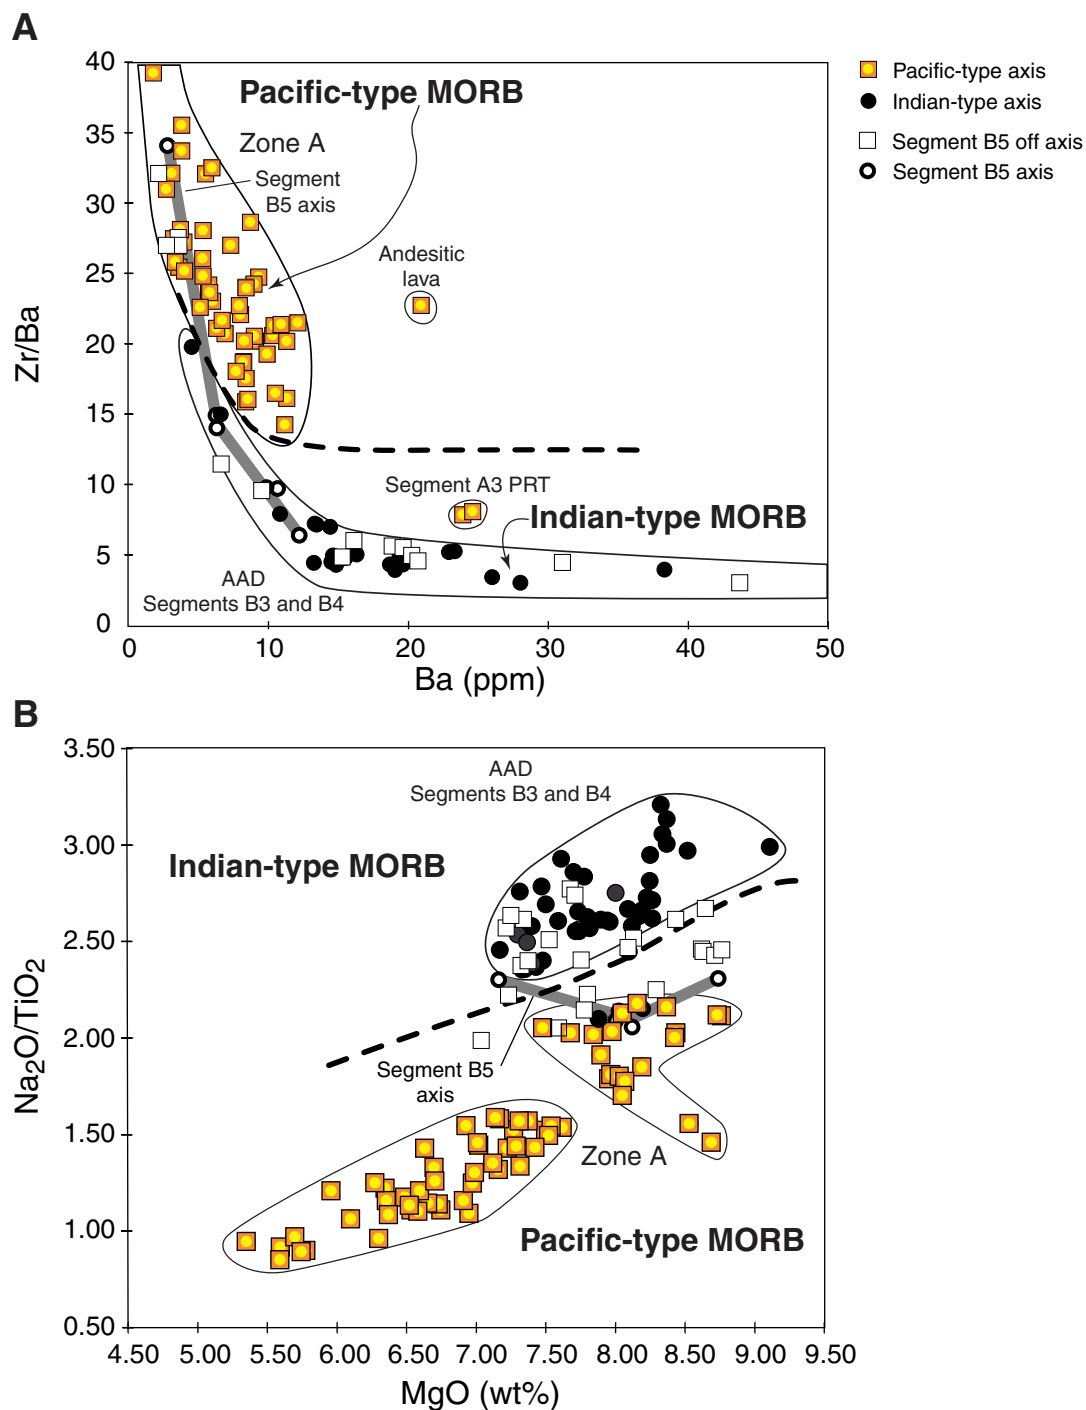 A
40
35
30
25
20
15
10
5
0
Zr/Ba
0
10
20
30
40
50
Ba (ppm)
Pacific-type MORB
Zone A
Segment
B5 axis
Andesitic
lava
Segment A3 PRT
Indian-type MORB
AAD
Segments B3 and B4
Pacific-type axis
Indian-type axis
Segment B5 off axis
Segment B5 axis
B
3.50
3.00
2.50
2.00
1.50
1.00
0.50
Na2O/TiO2
4.50
5.00
5.50
6.00
6.50
7.00
7.50
8.00
8.50
9.00
9.50
MgO (wt%)
AAD
Segments B3 and B4
Indian-type MORB
Segment B5
axis
Zone A
Pacific-type MORB